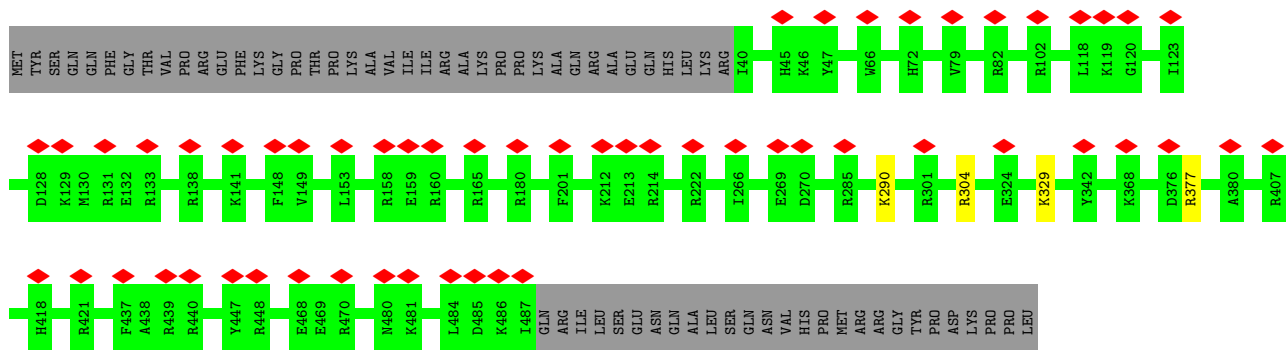 MET TYR SER GLN GLN PHE GLY THR VAL PRO ARG GLU PHE LYS GLY PRO THR PRO LYS ALA VAL ILE ILE ARG ALA LYS PRO PRO LYS ALA GLN ARG ALA GLU GLN HIS LEU LYS ARG I40 H45 K46 Y47 W66 H72 V79 R82 R102 L118 K119 G120 I123
D128 K129 M130 R131 E132 R133 R138 K141 F148 V149 L153 R158 E159 R160 R165 R180 F201 K212 E213 R214 R222 I266 E269 D270 R285 K290 R301 R304 E324 K329 Y342 K368 D376 R377 A380 R407
H418 R421 F437 A438 R439 R440 Y447 R448 E468 E469 R470 N480 K481 L484 D485 K486 I487 GLN ARG ILE LEU SER GLU ASN GLN ALA LEU SER GLN ASN VAL HIS PRO MET ARG ARG GLY TYR PRO ASP LYS PRO PRO LEU